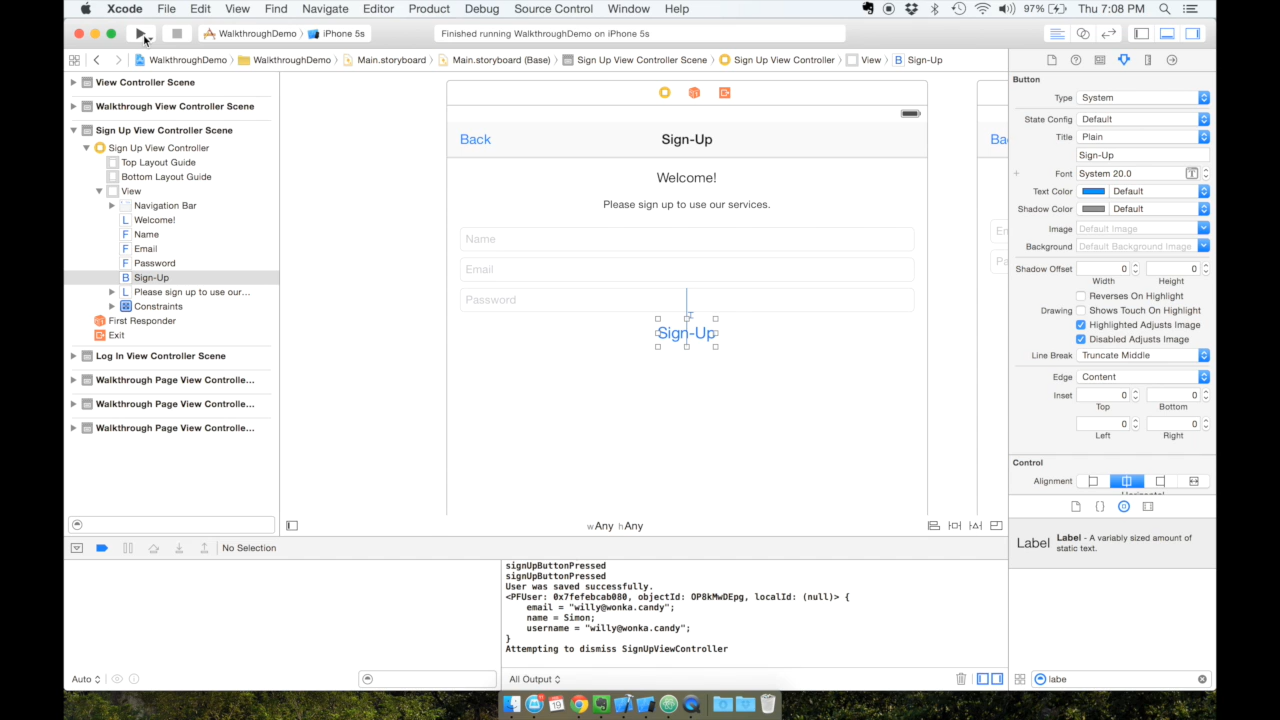 Xcode File Edit View Find Navigate Editor Product Debug Source Control Window Help 97% Thu 7:08 PM
WalkthroughDemo iPhone 5s Finished running WalkthroughDemo on iPhone 5s
WalkthroughDemo WalkthroughDemo Main.storyboard Main.storyboard (Base) Sign Up View Controller Scene Sign Up View Controller View B Sign-Up
View Controller Scene
Walkthrough View Controller Scene
Sign Up View Controller Scene
Sign Up View Controller
Top Layout Guide
Bottom Layout Guide
View
Navigation Bar
L Welcome!
F Name
F Email
F Password
B Sign-Up
L Please sign up to use our...
Constraints
First Responder
Exit
Log In View Controller Scene
Walkthrough Page View Controlle...
Walkthrough Page View Controlle...
Walkthrough Page View Controlle...
Back Sign-Up
Welcome!
Please sign up to use our services.
Name
Email
Password
Sign-Up
Ba
En
Pa
wAny hAny
Button
Type System
State Config Default
Title Plain
Sign-Up
Font System 20.0
Text Color Default
Shadow Color Default
Image Default Image
Background Default Background Image
Shadow Offset 0 0
Width Height
Reverses On Highlight
Drawing Shows Touch On Highlight
Highlighted Adjusts Image
Disabled Adjusts Image
Line Break Truncate Middle
Edge Content
Inset 0 0
Top Bottom
0 0
Left Right
Control
Alignment
Horizontal
Label Label - A variably sized amount of
static text.
No Selection
signUpButtonPressed
signUpButtonPressed
User was saved successfully.
<PFUser: 0x7fefebcab080, objectId: OP8kMwDEpg, localId: (null)> {
email = "willy@wonka.candy";
name = Simon;
username = "willy@wonka.candy";
}
Attempting to dismiss SignUpViewController
Auto All Output labe
19